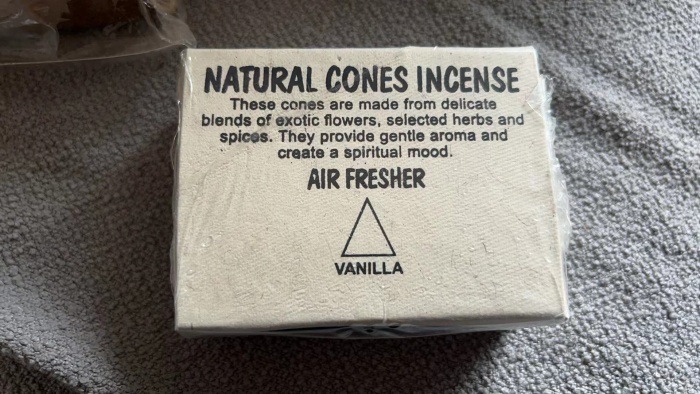 NATURAL CONES INCENSE
These cones are made from delicate
blends of exotic flowers, selected herbs and
spices. They provide gentle aroma and
create a spiritual mood.
AIR FRESHER
VANILLA